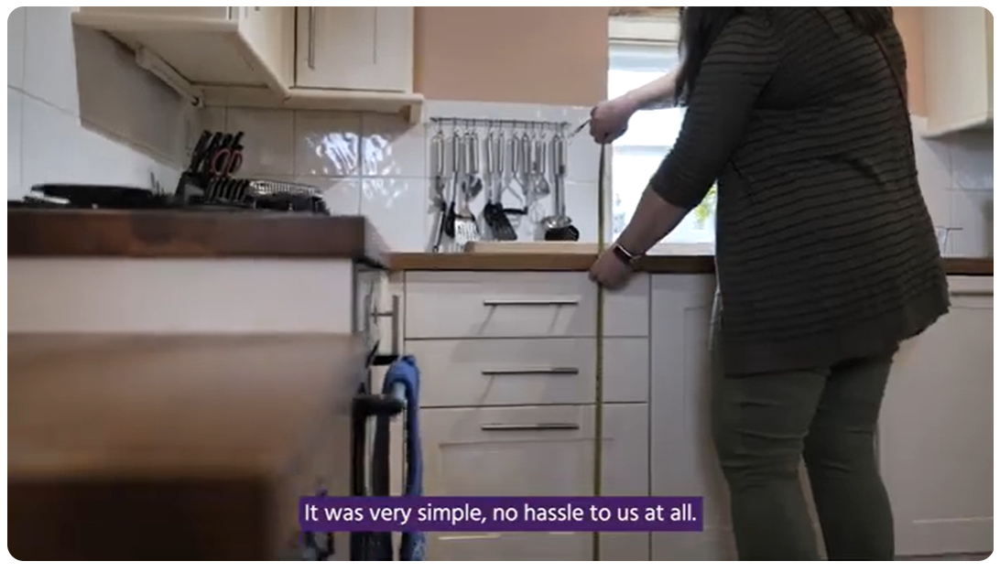 It was very simple, no hassle to us at all.